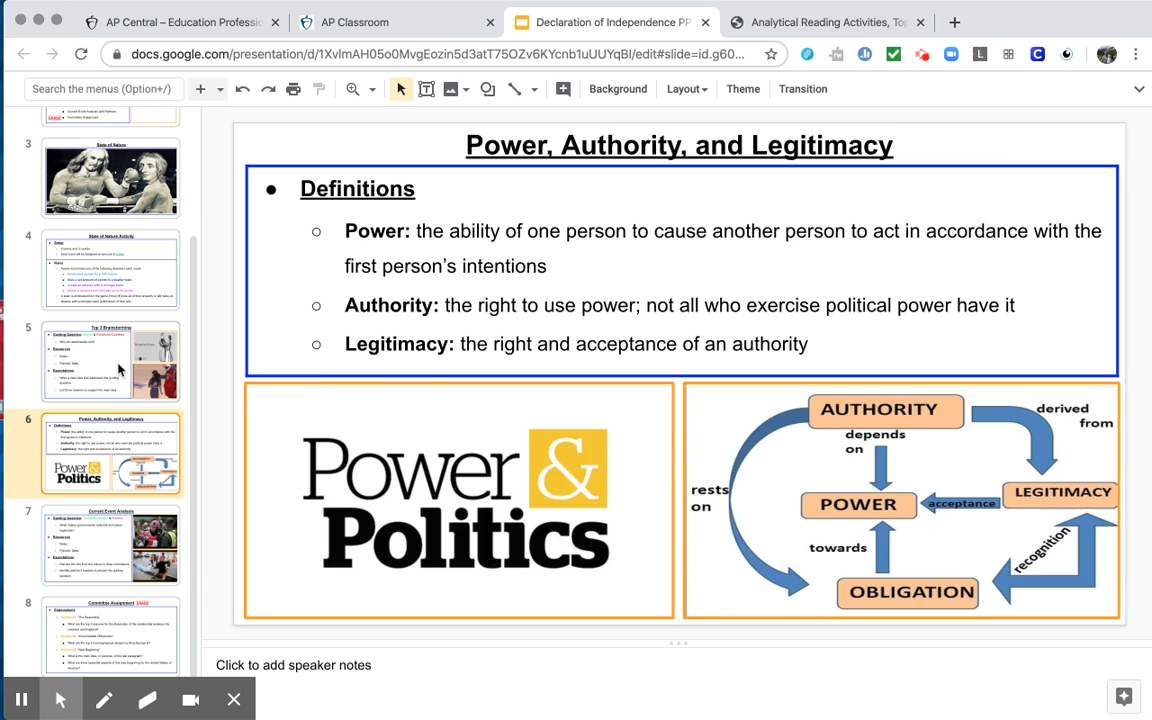 AP Central – Education Professio
AP Classroom
Declaration of Independence PP
Analytical Reading Activities, To
docs.google.com/presentation/d/1XvlmAH05o0MvgEozin5d3atT75OZv6KYcnb1uUUYqBI/edit#slide=id.g60...
Search the menus (Option+/)
Background
Layout
Theme
Transition
3
State of Nature
4
State of Nature Activity
5
Top 3 Brainstorming
6
Power, Authority, and Legitimacy
Definitions
Power & Politics
7
Current Event Analysis
8
Committee Assignment
Power, Authority, and Legitimacy
● Definitions
○ Power: the ability of one person to cause another person to act in accordance with the
first person's intentions
○ Authority: the right to use power; not all who exercise political power have it
○ Legitimacy: the right and acceptance of an authority
Power &
Politics
AUTHORITY
derived
from
depends
on
rests
on
POWER
acceptance
LEGITIMACY
towards
recognition
OBLIGATION
Click to add speaker notes